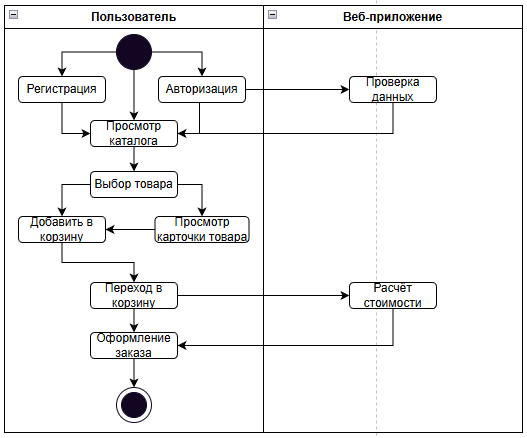 Пользователь
Веб-приложение
Регистрация
Авторизация
Проверка
данных
Просмотр
каталога
Выбор товара
Добавить в
корзину
Просмотр
карточки товара
Переход в
корзину
Расчёт
стоимости
Оформление
заказа